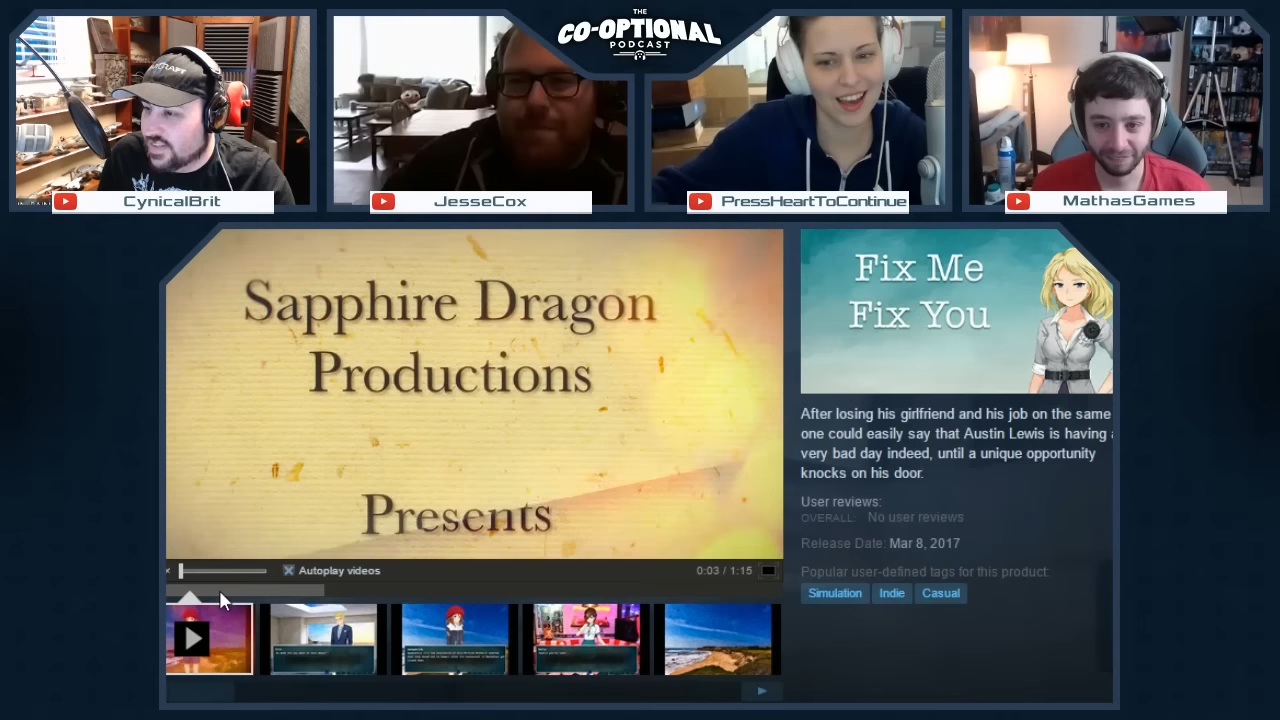 THE
CO-OPTIONAL
PODCAST
CynicalBrit
JesseCox
PressHeartToContinue
MathasGames
Sapphire Dragon
Productions
Presents
Fix Me
Fix You
After losing his girlfriend and his job on the same
one could easily say that Austin Lewis is having a
very bad day indeed, until a unique opportunity
knocks on his door.
User reviews:
OVERALL: No user reviews
Release Date: Mar 8, 2017
Popular user-defined tags for this product:
Simulation Indie Casual
Autoplay videos
0:03 / 1:15